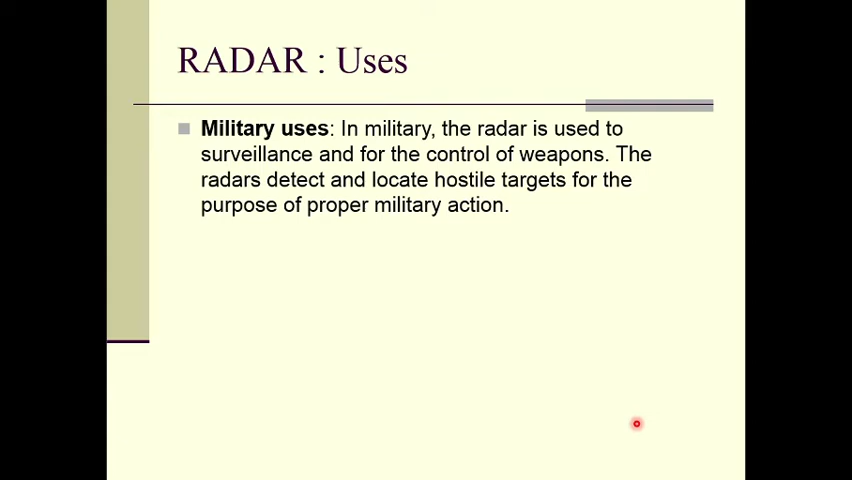 RADAR : Uses
Military uses: In military, the radar is used to
surveillance and for the control of weapons. The
radars detect and locate hostile targets for the
purpose of proper military action.